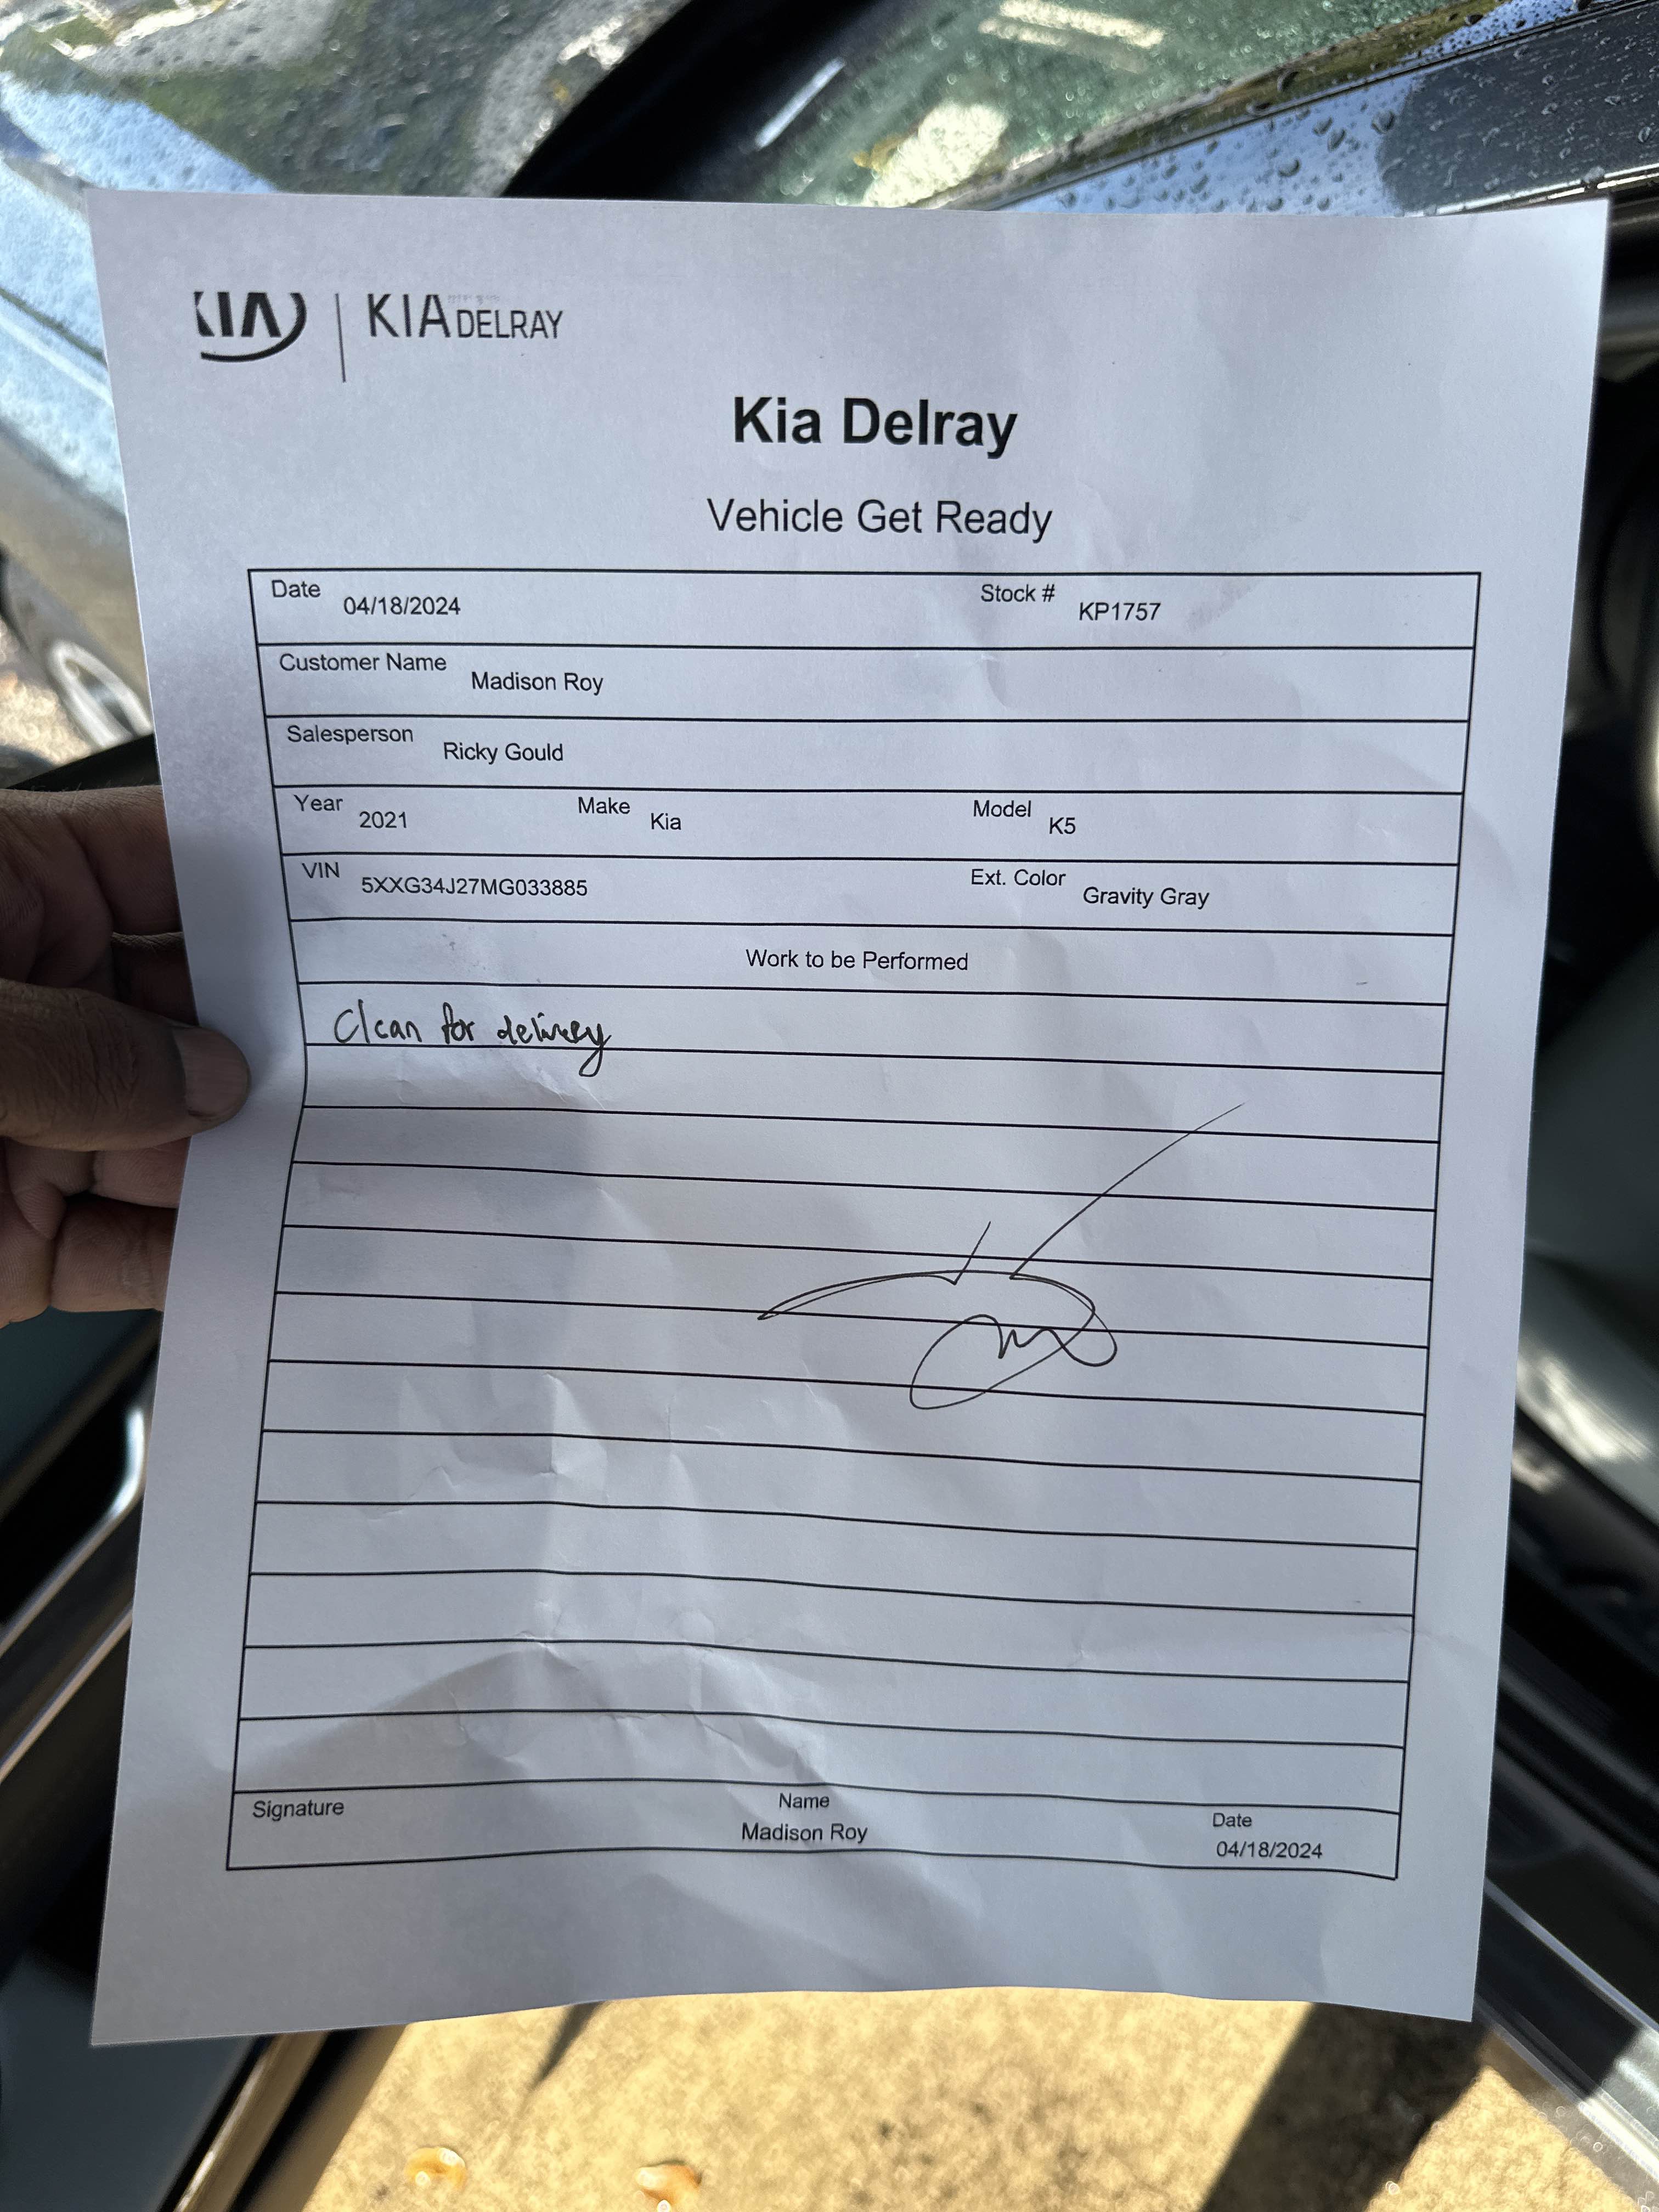 KIA | KIA DELRAY
Kia Delray
Vehicle Get Ready
Date 04/18/2024 Stock # KP1757
Customer Name Madison Roy
Salesperson Ricky Gould
Year 2021 Make Kia Model K5
VIN 5XXG34J27MG033885 Ext. Color Gravity Gray
Work to be Performed
Clean for delivery
Signature Name Madison Roy Date 04/18/2024